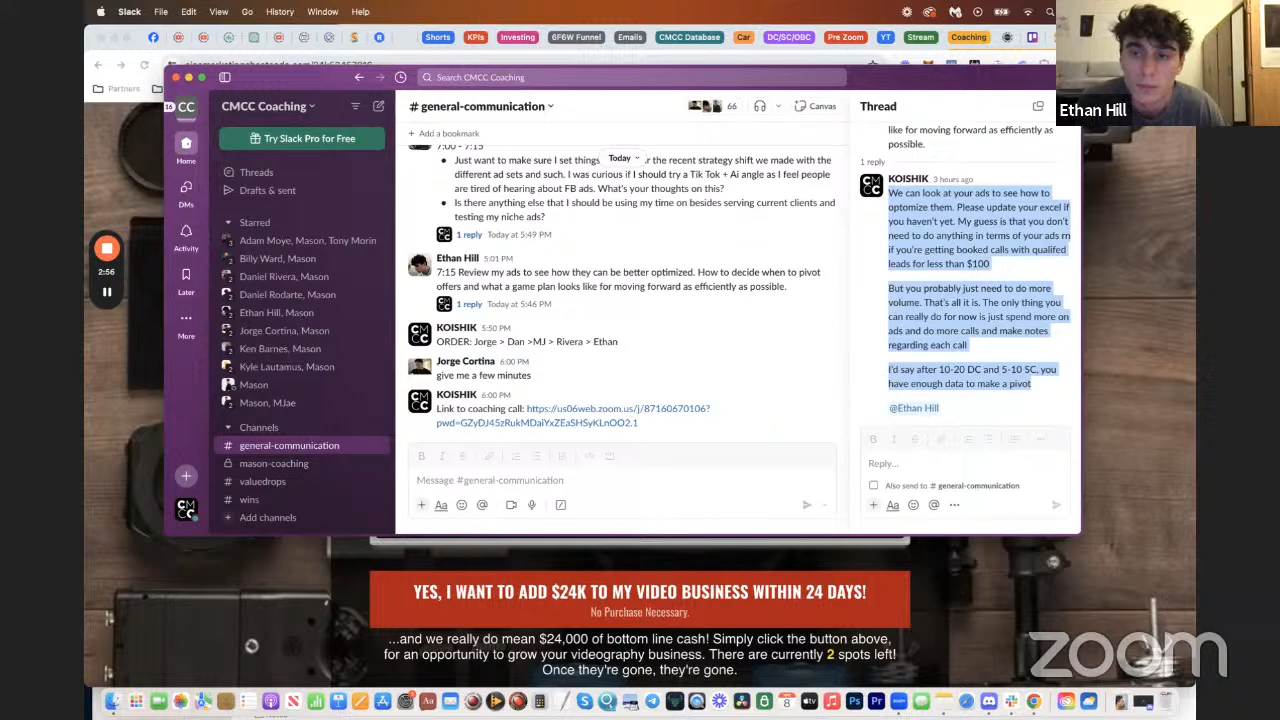 Slack File Edit View Go History Window Help
Shorts KPIs Investing 6F6W Funnel Emails CMCC Database Car DC/SC/OBC Pre Zoom YT Stream Coaching
Partners
Search CMCC Coaching
Ethan Hill
16 CC
CMCC Coaching
Try Slack Pro for Free
Home
DMs
Activity
Later
More
Threads
Drafts & sent
Starred
3 Adam Moye, Mason, Tony Morin
2 Billy Ward, Mason
2 Daniel Rivera, Mason
2 Daniel Rodarte, Mason
2 Ethan Hill, Mason
2 Jorge Cortina, Mason
2 Ken Barnes, Mason
2 Kyle Lautamus, Mason
Mason
2 Mason, MJae
Channels
# general-communication
mason-coaching
# valuedrops
# wins
+ Add channels
CM
CC
2:56
# general-communication
66
Canvas
+ Add a bookmark
Today
7:00 - 7:15
• Just want to make sure I set things r the recent strategy shift we made with the
different ad sets and such. I was curious if I should try a Tik Tok + Ai angle as I feel people
are tired of hearing about FB ads. What's your thoughts on this?
• Is there anything else that I should be using my time on besides serving current clients and
testing my niche ads?
1 reply Today at 5:49 PM
Ethan Hill 5:01 PM
7:15 Review my ads to see how they can be better optimized. How to decide when to pivot
offers and what a game plan looks like for moving forward as efficiently as possible.
1 reply Today at 5:46 PM
KOISHIK 5:50 PM
ORDER: Jorge > Dan >MJ > Rivera > Ethan
Jorge Cortina 6:00 PM
give me a few minutes
KOISHIK 6:00 PM
Link to coaching call: https://us06web.zoom.us/j/87160670106?
pwd=GZyDJ45zRukMDaiYxZEaSHSyKLnOO2.1
Message #general-communication
Thread
like for moving forward as efficiently as
possible.
1 reply
KOISHIK 3 hours ago
We can look at your ads to see how to
optomize them. Please update your excel if
you haven't yet. My guess is that you don't
need to do anything in terms of your ads rn
if you're getting booked calls with qualifed
leads for less than $100
But you probably just need to do more
volume. That's all it is. The only thing you
can really do for now is just spend more on
ads and do more calls and make notes
regarding each call
I'd say after 10-20 DC and 5-10 SC, you
have enough data to make a pivot
@Ethan Hill
Reply...
Also send to # general-communication
YES, I WANT TO ADD $24K TO MY VIDEO BUSINESS WITHIN 24 DAYS!
No Purchase Necessary.
...and we really do mean $24,000 of bottom line cash! Simply click the button above,
for an opportunity to grow your videography business. There are currently 2 spots left!
Once they're gone, they're gone.
zoom